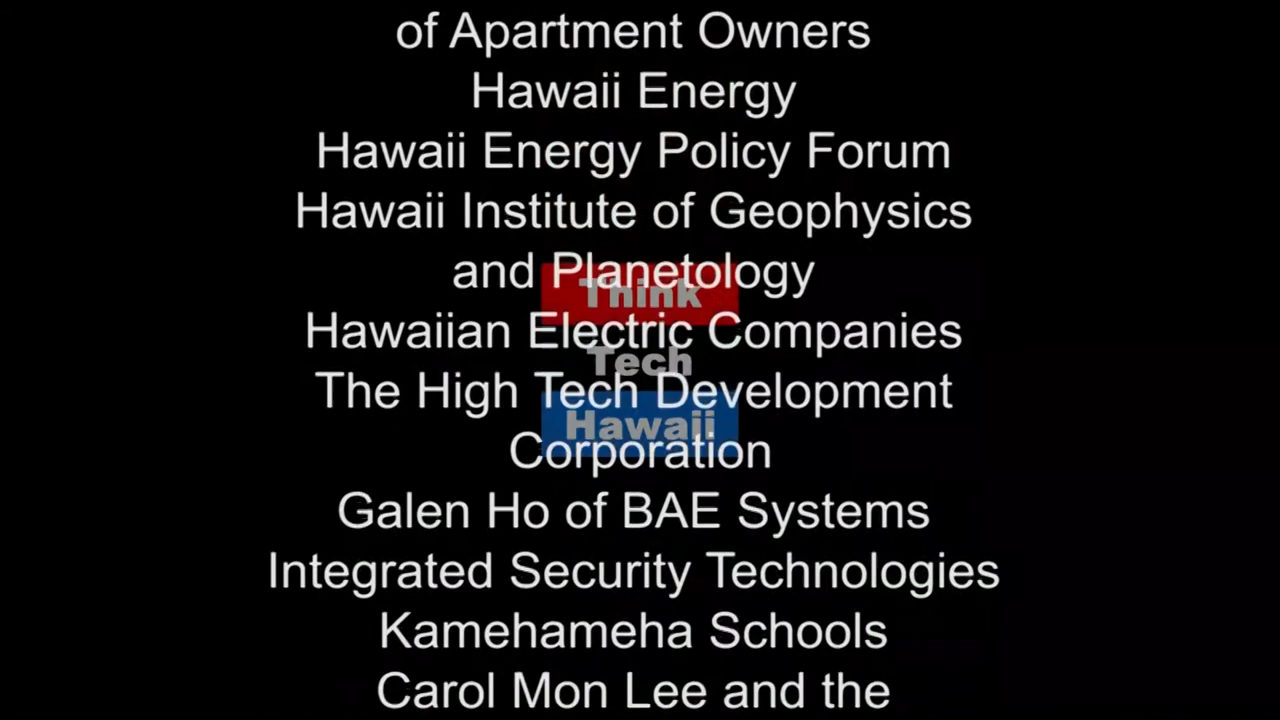 of Apartment Owners
Hawaii Energy
Hawaii Energy Policy Forum
Hawaii Institute of Geophysics
and Planetology
Think
Hawaiian Electric Companies
Tech
The High Tech Development
Hawaii
Corporation
Galen Ho of BAE Systems
Integrated Security Technologies
Kamehameha Schools
Carol Mon Lee and the